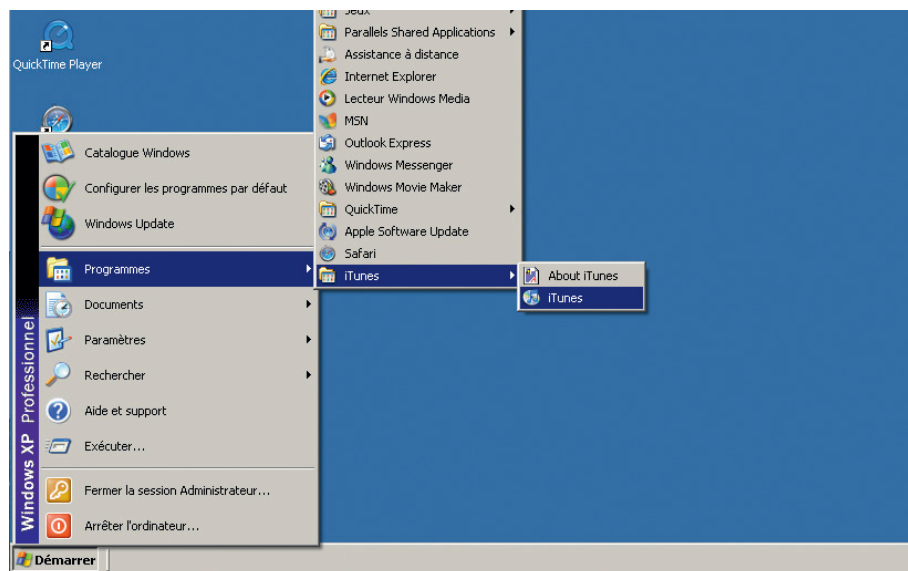 QuickTime Player
Jeux
Parallels Shared Applications
Assistance à distance
Internet Explorer
Lecteur Windows Media
MSN
Outlook Express
Windows Messenger
Windows Movie Maker
QuickTime
Apple Software Update
Safari
iTunes
About iTunes
iTunes
Catalogue Windows
Configurer les programmes par défaut
Windows Update
Programmes
Documents
Paramètres
Rechercher
Aide et support
Exécuter...
Fermer la session Administrateur...
Arrêter l'ordinateur...
Windows XP Professionnel
Démarrer